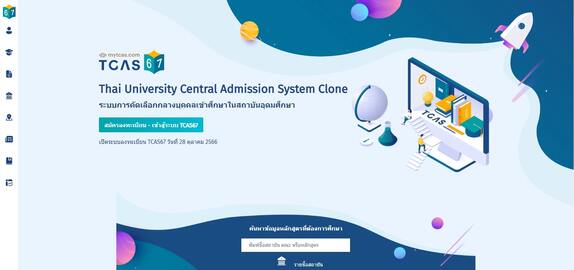 67
mytcas.com
TCAS 67
Thai University Central Admission System Clone
ระบบการคัดเลือกกลางบุคคลเข้าศึกษาในสถาบันอุดมศึกษา
สมัครลงทะเบียน - เข้าสู่ระบบ TCAS67
เปิดระบบลงทะเบียน TCAS67 วันที่ 28 ตุลาคม 2566
TCAS
ค้นหาข้อมูลหลักสูตรที่ต้องการศึกษา
พิมพ์ชื่อสถาบัน คณะ หรือหลักสูตร
รายชื่อสถาบัน